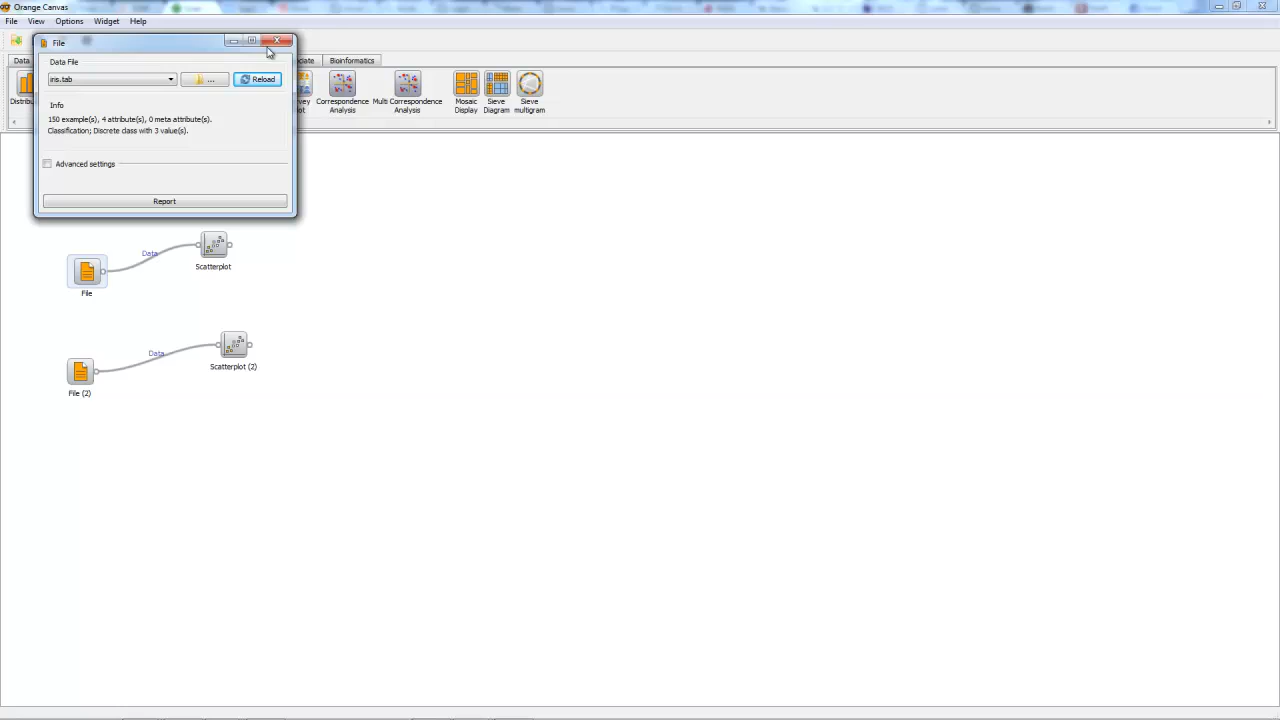 Orange Canvas
File View Options Widget Help
File
Data Bioinformatics
Data File
iris.tab ... Reload
Correspondence Multi Correspondence Mosaic Sieve Sieve
Analysis Analysis Display Diagram multigram
Info
150 example(s), 4 attribute(s), 0 meta attribute(s).
Classification; Discrete class with 3 value(s).
Advanced settings
Report
Data
Scatterplot
File
Data
Scatterplot (2)
File (2)